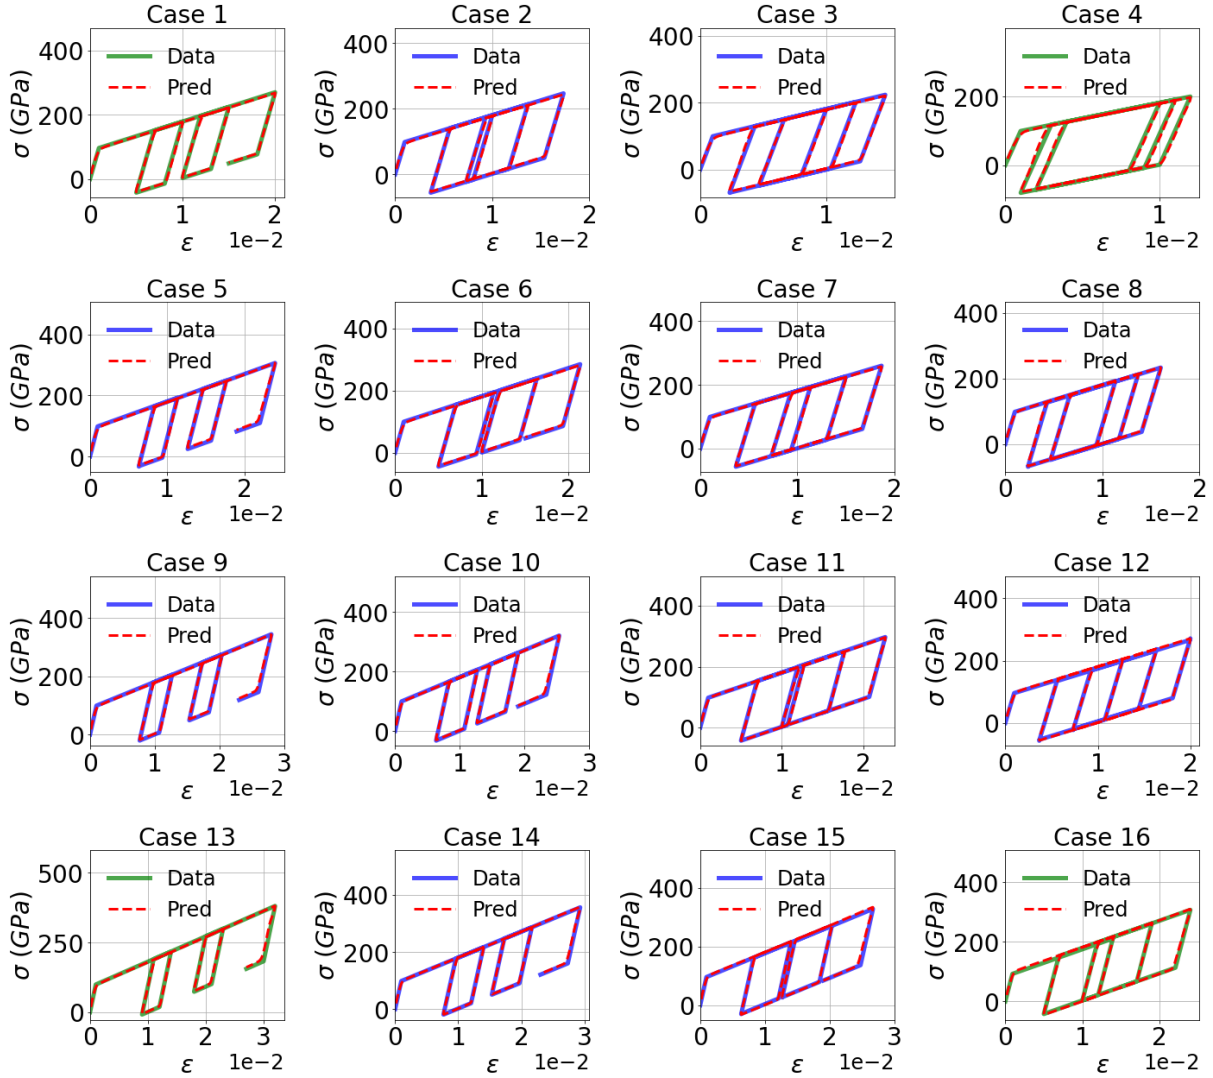 Case 1
400
200
0
σ (GPa)
Data
Pred
0 1 2
1e−2
ε
Case 2
400
200
0
σ (GPa)
Data
Pred
0 1 2
1e−2
ε
Case 3
400
200
0
σ (GPa)
Data
Pred
0 1
1e−2
ε
Case 4
200
0
σ (GPa)
Data
Pred
0 1
1e−2
ε
Case 5
400
200
0
σ (GPa)
Data
Pred
0 1 2
1e−2
ε
Case 6
400
200
0
σ (GPa)
Data
Pred
0 1 2
1e−2
ε
Case 7
400
200
0
σ (GPa)
Data
Pred
0 1 2
1e−2
ε
Case 8
400
200
0
σ (GPa)
Data
Pred
0 1 2
1e−2
ε
Case 9
400
200
0
σ (GPa)
Data
Pred
0 1 2 3
1e−2
ε
Case 10
400
200
0
σ (GPa)
Data
Pred
0 1 2 3
1e−2
ε
Case 11
400
200
0
σ (GPa)
Data
Pred
0 1 2
1e−2
ε
Case 12
400
200
0
σ (GPa)
Data
Pred
0 1 2
1e−2
ε
Case 13
500
250
0
σ (GPa)
Data
Pred
0 1 2 3
1e−2
ε
Case 14
400
200
0
σ (GPa)
Data
Pred
0 1 2 3
1e−2
ε
Case 15
400
200
0
σ (GPa)
Data
Pred
0 1 2 3
1e−2
ε
Case 16
400
200
0
σ (GPa)
Data
Pred
0 1 2
1e−2
ε